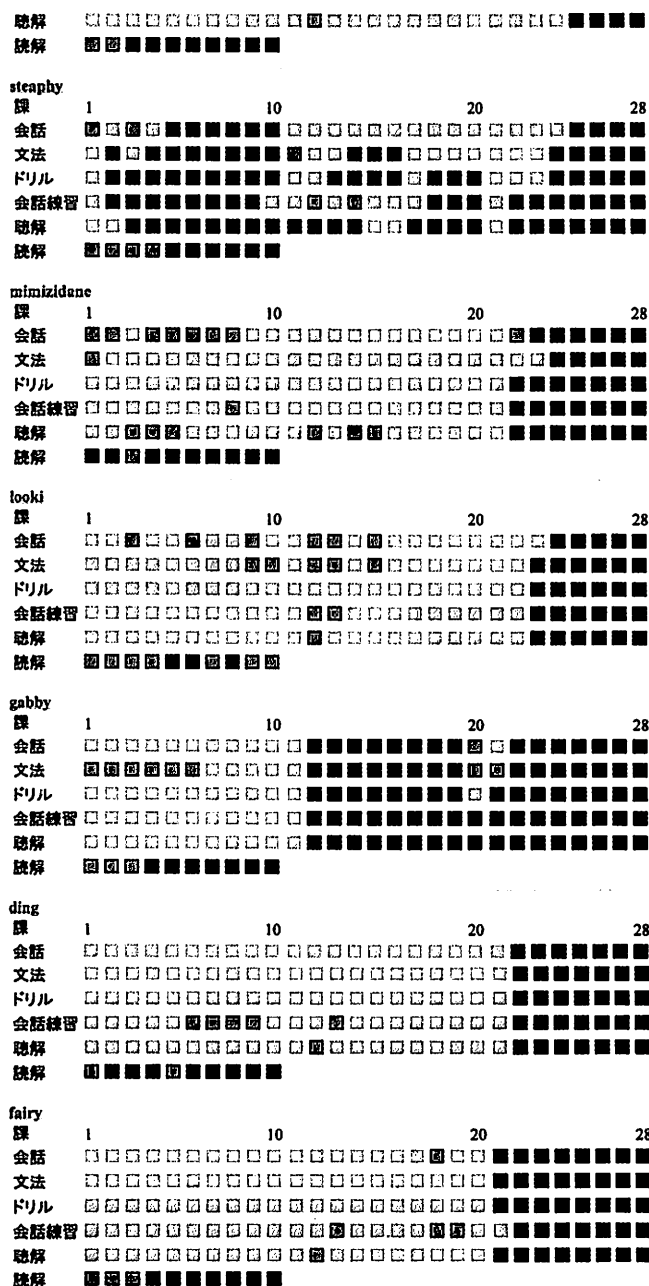 聴解
読解
steaphy
課 1 10 20 28
会話
文法
ドリル
会話練習
聴解
読解
mimizidane
課 1 10 20 28
会話
文法
ドリル
会話練習
聴解
読解
looki
課 1 10 20 28
会話
文法
ドリル
会話練習
聴解
読解
gabby
課 1 10 20 28
会話
文法
ドリル
会話練習
聴解
読解
ding
課 1 10 20 28
会話
文法
ドリル
会話練習
聴解
読解
fairy
課 1 10 20 28
会話
文法
ドリル
会話練習
聴解
読解